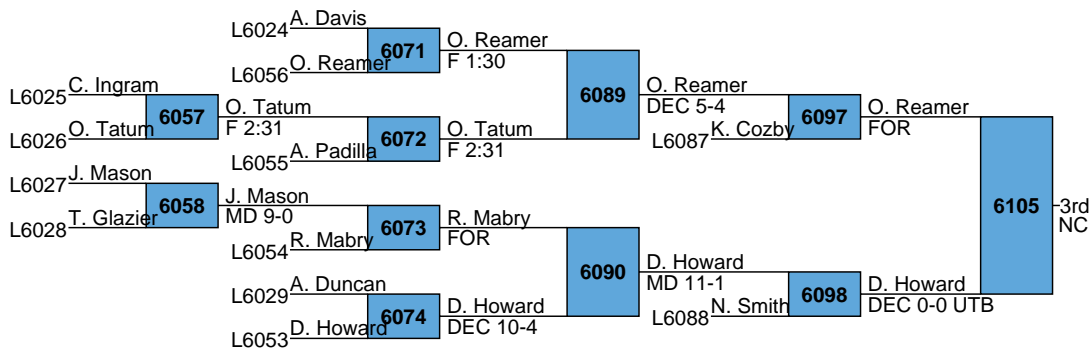 L6024 A. Davis
6071
O. Reamer
F 1:30
L6056 O. Reamer
L6025 C. Ingram
6057
O. Tatum
F 2:31
L6026 O. Tatum
6072
O. Tatum
F 2:31
L6055 A. Padilla
6089
O. Reamer
DEC 5-4
L6087 K. Cozby
6097
O. Reamer
FOR
L6027 J. Mason
6058
J. Mason
MD 9-0
L6028 T. Glazier
6073
R. Mabry
FOR
L6054 R. Mabry
6090
D. Howard
MD 11-1
L6029 A. Duncan
6074
D. Howard
DEC 10-4
L6053 D. Howard
L6088 N. Smith
6098
D. Howard
DEC 0-0 UTB
6105
3rd
NC